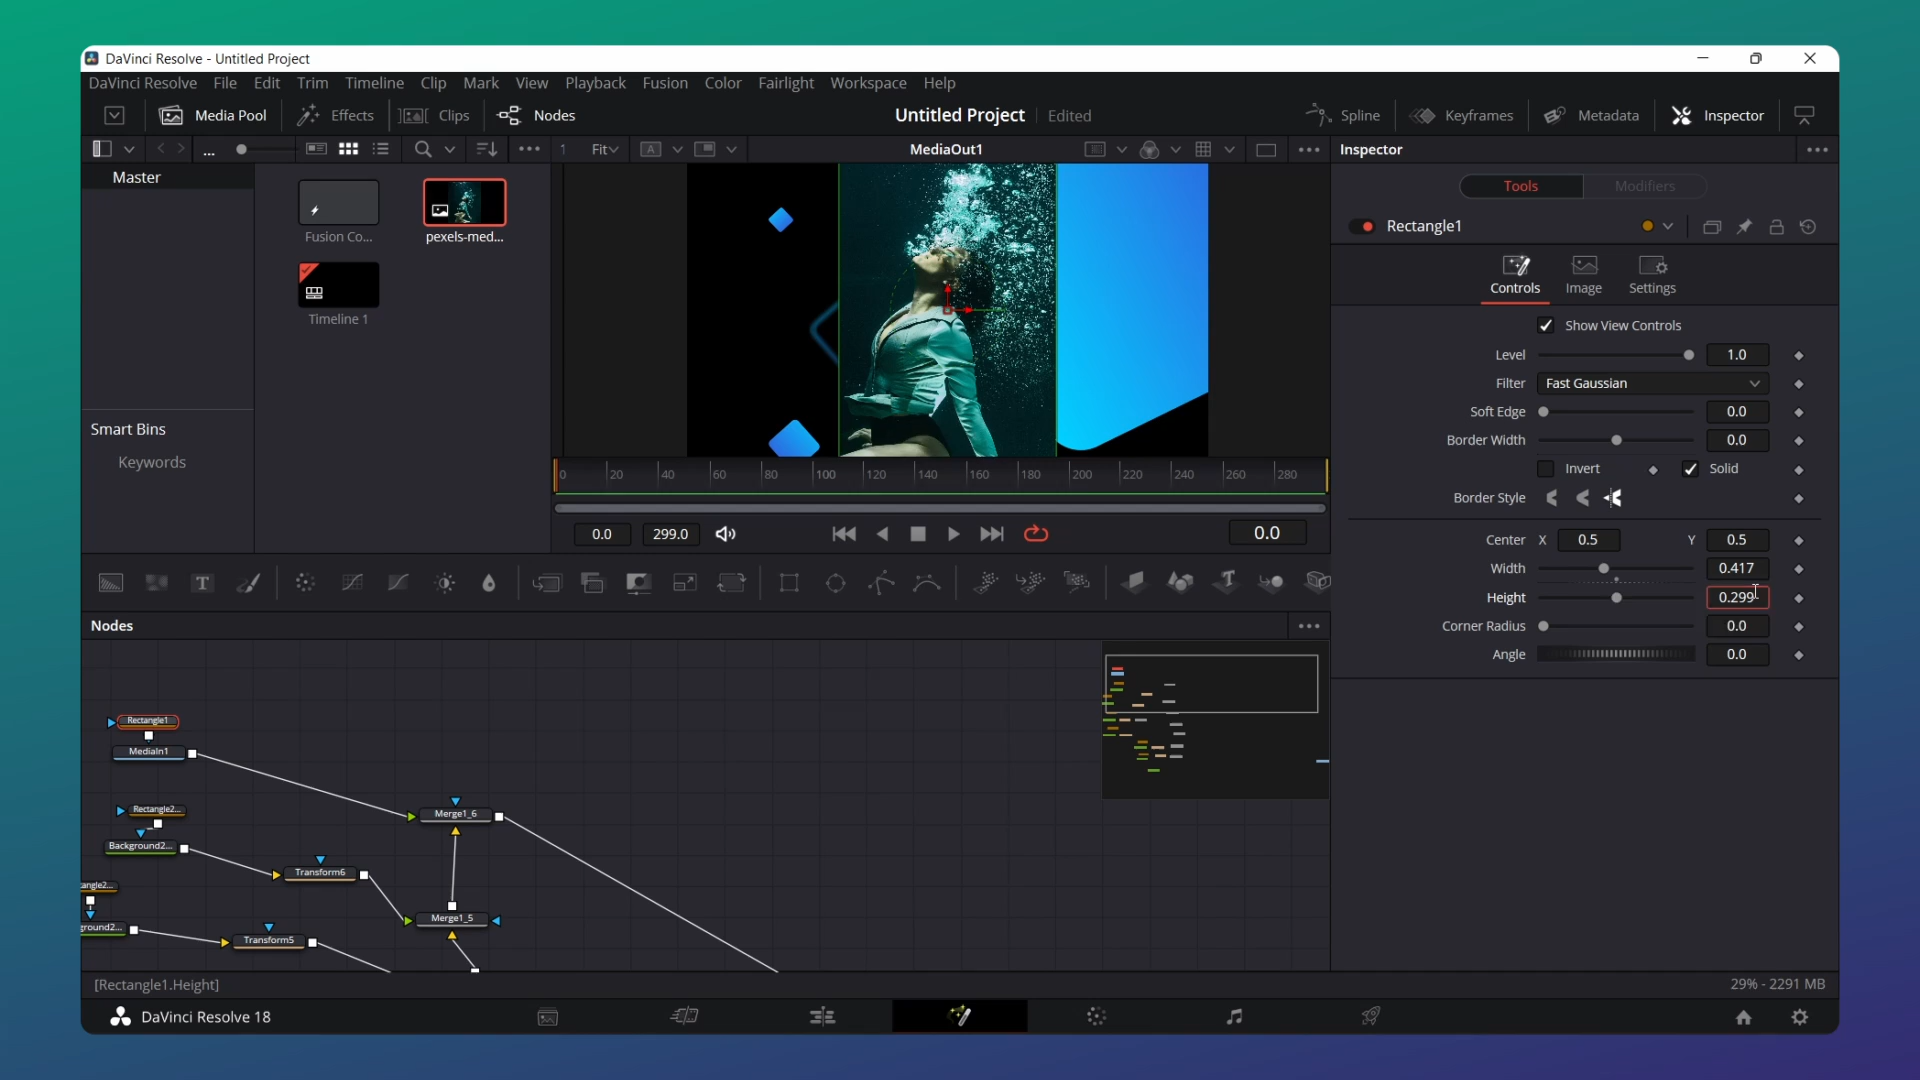 DaVinci Resolve - Untitled Project
DaVinci Resolve File Edit Trim Timeline Clip Mark View Playback Fusion Color Fairlight Workspace Help
Media Pool Effects Clips Nodes Untitled Project Edited Spline Keyframes Metadata Inspector
... Fit MediaOut1 Inspector
Master
Fusion Co...
pexels-med...
Timeline 1
Smart Bins
Keywords
0 20 40 60 80 100 120 140 160 180 200 220 240 260 280
0.0 299.0 0.0
Tools Modifiers
Rectangle1
Controls Image Settings
Show View Controls
Level 1.0
Filter Fast Gaussian
Soft Edge 0.0
Border Width 0.0
Invert Solid
Border Style
Center X 0.5 Y 0.5
Width 0.417
Height 0.299
Corner Radius 0.0
Angle 0.0
Nodes
Rectangle1
MediaIn1
Rectangle2...
Background2...
Merge1_6
Transform6
angle2...
ground2...
Merge1_5
Transform5
[Rectangle1.Height]
29% - 2291 MB
DaVinci Resolve 18